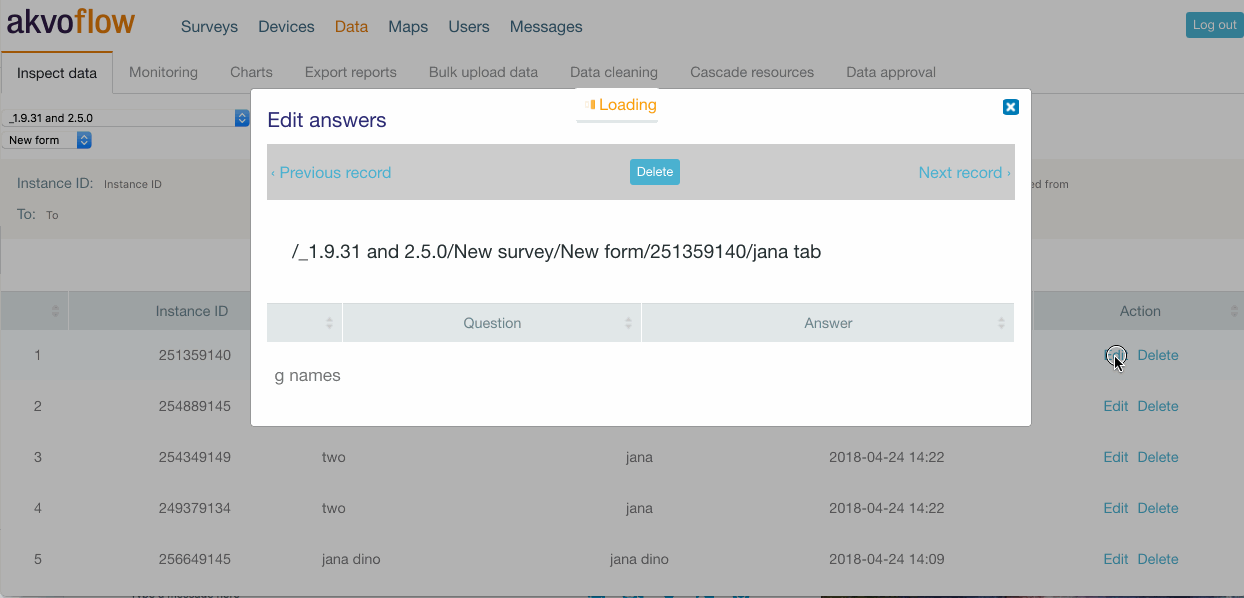 akvoflow
Surveys Devices Data Maps Users Messages
Log out
Inspect data Monitoring Charts Export reports Bulk upload data Data cleaning Cascade resources Data approval
_1.9.31 and 2.5.0
New form
Loading
Edit answers
‹ Previous record Delete Next record ›
Instance ID: Instance ID
from
To: To
/_1.9.31 and 2.5.0/New survey/New form/251359140/jana tab
Instance ID Action
Question Answer
1 251359140 Edit Delete
g names
2 254889145 Edit Delete
3 254349149 two jana 2018-04-24 14:22 Edit Delete
4 249379134 two jana 2018-04-24 14:22 Edit Delete
5 256649145 jana dino jana dino 2018-04-24 14:09 Edit Delete